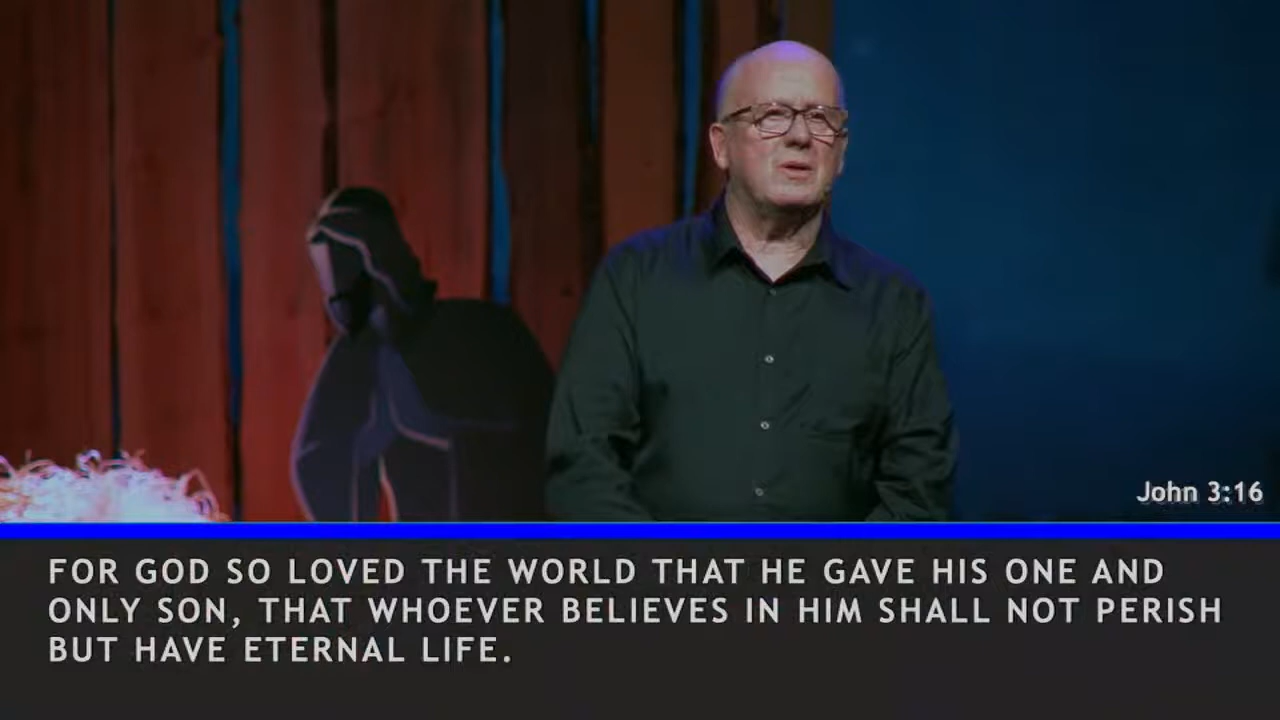 John 3:16
FOR GOD SO LOVED THE WORLD THAT HE GAVE HIS ONE AND
ONLY SON, THAT WHOEVER BELIEVES IN HIM SHALL NOT PERISH
BUT HAVE ETERNAL LIFE.